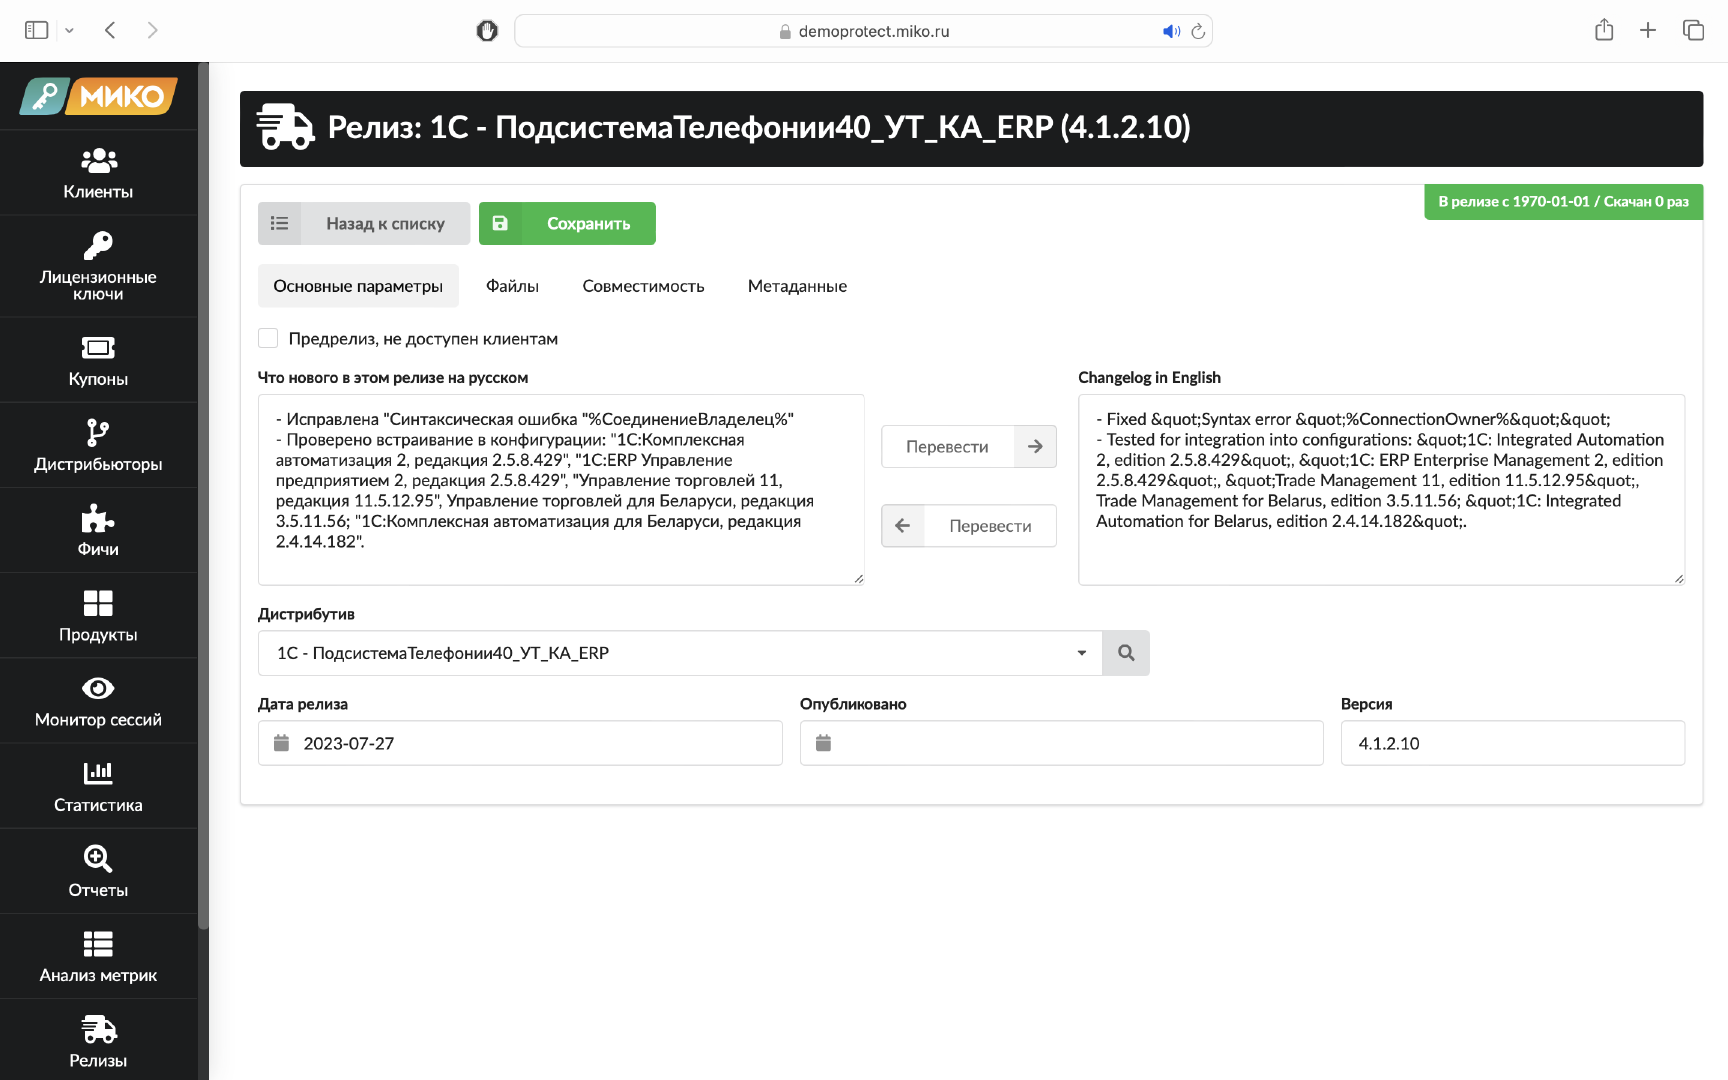 demoprotect.miko.ru
МИКО
Клиенты
Лицензионные
ключи
Купоны
Дистрибьюторы
Фичи
Продукты
Монитор сессий
Статистика
Отчеты
Анализ метрик
Релизы
Релиз: 1С - ПодсистемаТелефонии40_УТ_КА_ERP (4.1.2.10)
В релизе с 1970-01-01 / Скачан 0 раз
Назад к списку
Сохранить
Основные параметры
Файлы
Совместимость
Метаданные
Предрелиз, не доступен клиентам
Что нового в этом релизе на русском
- Исправлена "Синтаксическая ошибка "%СоединениеВладелец%"
- Проверено встраивание в конфигурации: "1С:Комплексная
автоматизация 2, редакция 2.5.8.429", "1С:ERP Управление
предприятием 2, редакция 2.5.8.429", "Управление торговлей 11,
редакция 11.5.12.95", Управление торговлей для Беларуси, редакция
3.5.11.56; "1С:Комплексная автоматизация для Беларуси, редакция
2.4.14.182".
Перевести
Перевести
Changelog in English
- Fixed &quot;Syntax error &quot;%ConnectionOwner%&quot;&quot;
- Tested for integration into configurations: &quot;1C: Integrated Automation
2, edition 2.5.8.429&quot;, &quot;1C: ERP Enterprise Management 2, edition
2.5.8.429&quot;, &quot;Trade Management 11, edition 11.5.12.95&quot;,
Trade Management for Belarus, edition 3.5.11.56; &quot;1C: Integrated
Automation for Belarus, edition 2.4.14.182&quot;.
Дистрибутив
1С - ПодсистемаТелефонии40_УТ_КА_ERP
Дата релиза
2023-07-27
Опубликовано
Версия
4.1.2.10